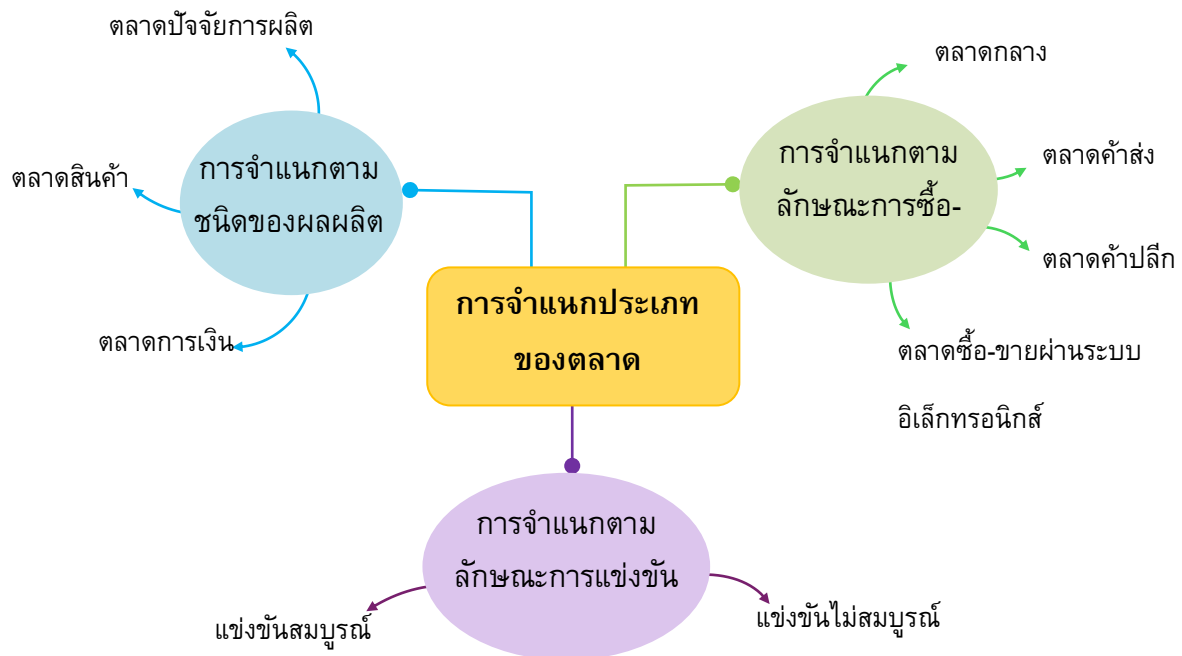 ตลาดปัจจัยการผลิต
การจำแนกตาม
ชนิดของผลผลิต
ตลาดสินค้า
ตลาดการเงิน
ตลาดกลาง
การจำแนกตาม
ลักษณะการซื้อ-
ตลาดค้าส่ง
ตลาดค้าปลีก
ตลาดซื้อ-ขายผ่านระบบ
อิเล็กทรอนิกส์
การจำแนกประเภท
ของตลาด
การจำแนกตาม
ลักษณะการแข่งขัน
แข่งขันสมบูรณ์
แข่งขันไม่สมบูรณ์